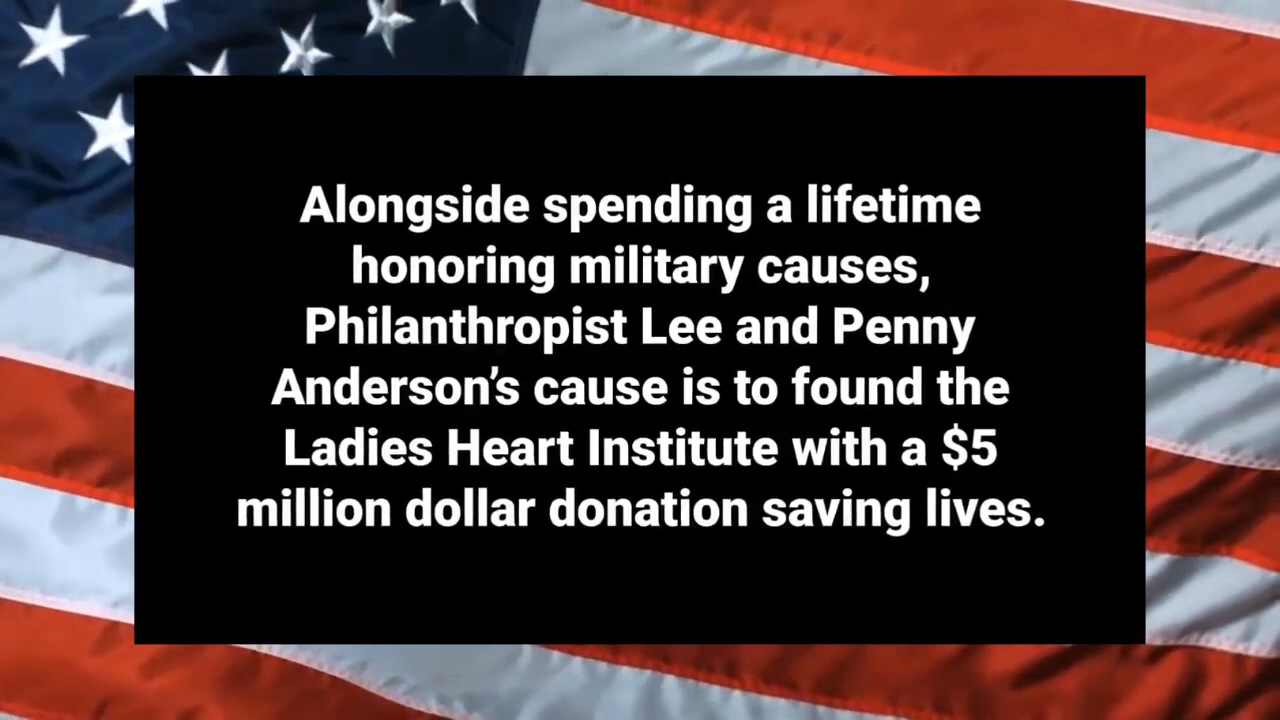 Alongside spending a lifetime
honoring military causes,
Philanthropist Lee and Penny
Anderson’s cause is to found the
Ladies Heart Institute with a $5
million dollar donation saving lives.